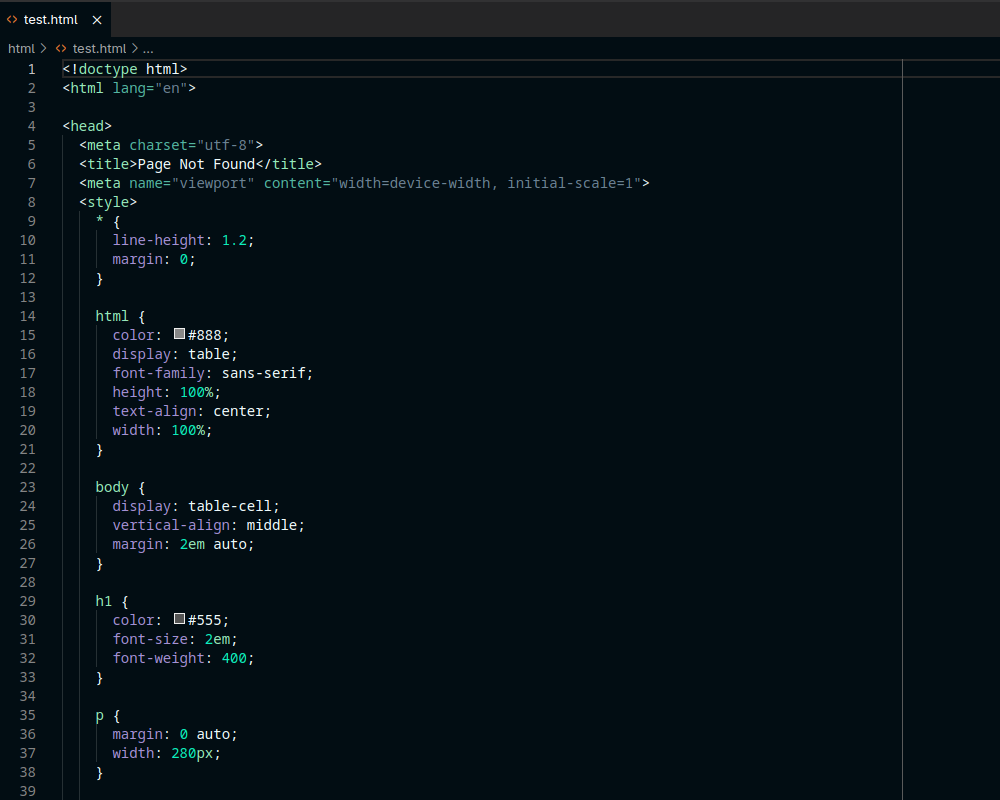 test.html
html > test.html > ...
1 <!doctype html>
2 <html lang="en">
3
4 <head>
5   <meta charset="utf-8">
6   <title>Page Not Found</title>
7   <meta name="viewport" content="width=device-width, initial-scale=1">
8   <style>
9     * {
10       line-height: 1.2;
11       margin: 0;
12     }
13
14     html {
15       color: #888;
16       display: table;
17       font-family: sans-serif;
18       height: 100%;
19       text-align: center;
20       width: 100%;
21     }
22
23     body {
24       display: table-cell;
25       vertical-align: middle;
26       margin: 2em auto;
27     }
28
29     h1 {
30       color: #555;
31       font-size: 2em;
32       font-weight: 400;
33     }
34
35     p {
36       margin: 0 auto;
37       width: 280px;
38     }
39